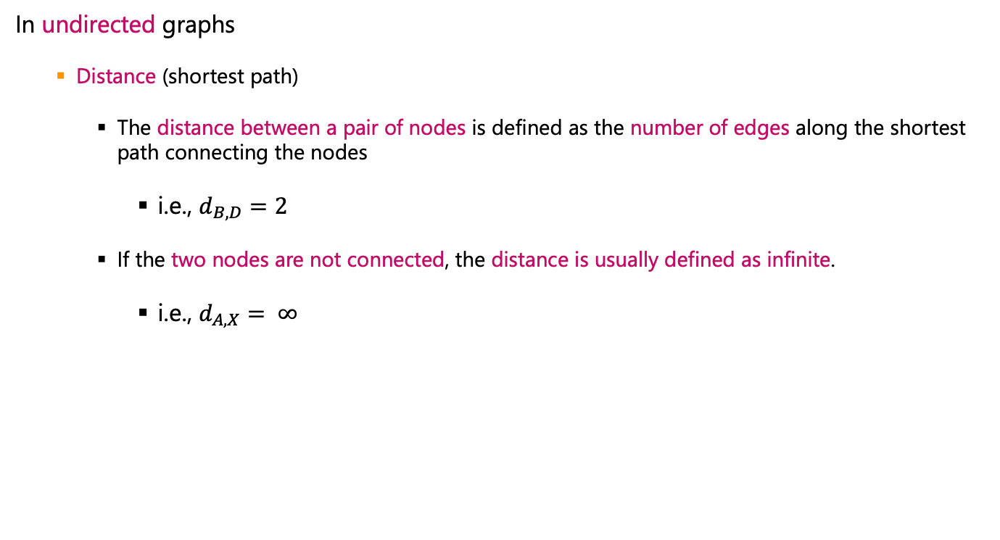 In undirected graphs
▪ Distance (shortest path)
▪ The distance between a pair of nodes is defined as the number of edges along the shortest
path connecting the nodes
▪ i.e., d_{B,D} = 2
▪ If the two nodes are not connected, the distance is usually defined as infinite.
▪ i.e., d_{A,X} = ∞